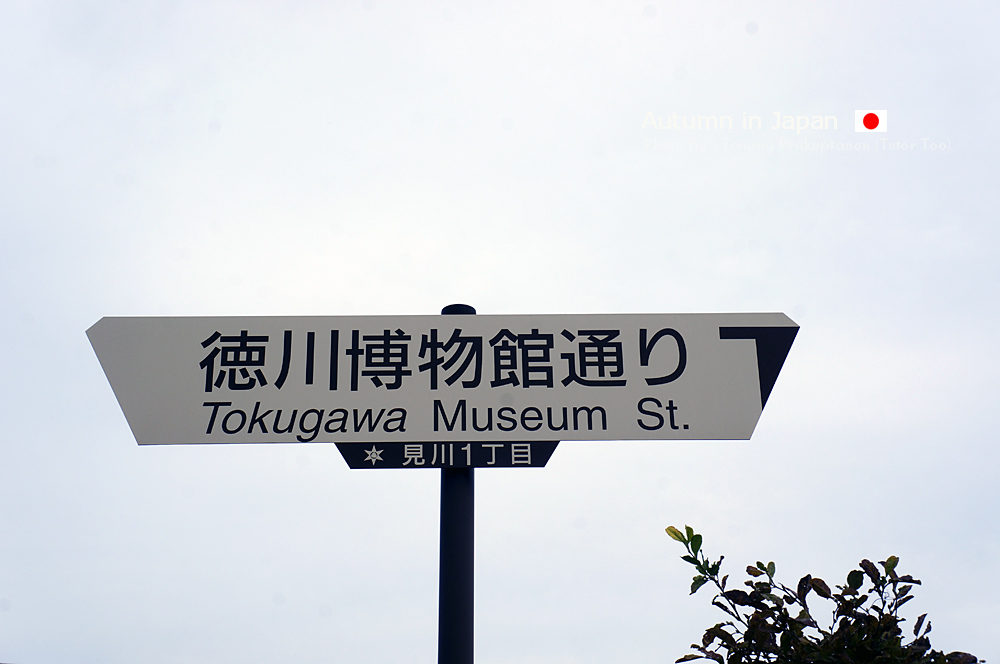 Autumn in Japan
徳川博物館通り
Tokugawa Museum St.
見川1丁目